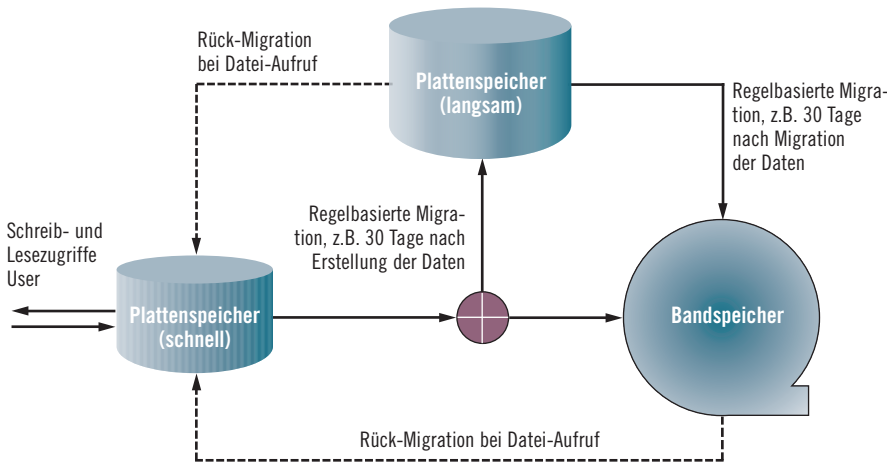 Rück-Migration
bei Datei-Aufruf
Plattenspeicher
(langsam)
Regelbasierte Migra-
tion, z.B. 30 Tage
nach Migration
der Daten
Regelbasierte Migra-
tion, z.B. 30 Tage nach
Erstellung der Daten
Schreib- und
Lesezugriffe
User
Plattenspeicher
(schnell)
Bandspeicher
Rück-Migration bei Datei-Aufruf